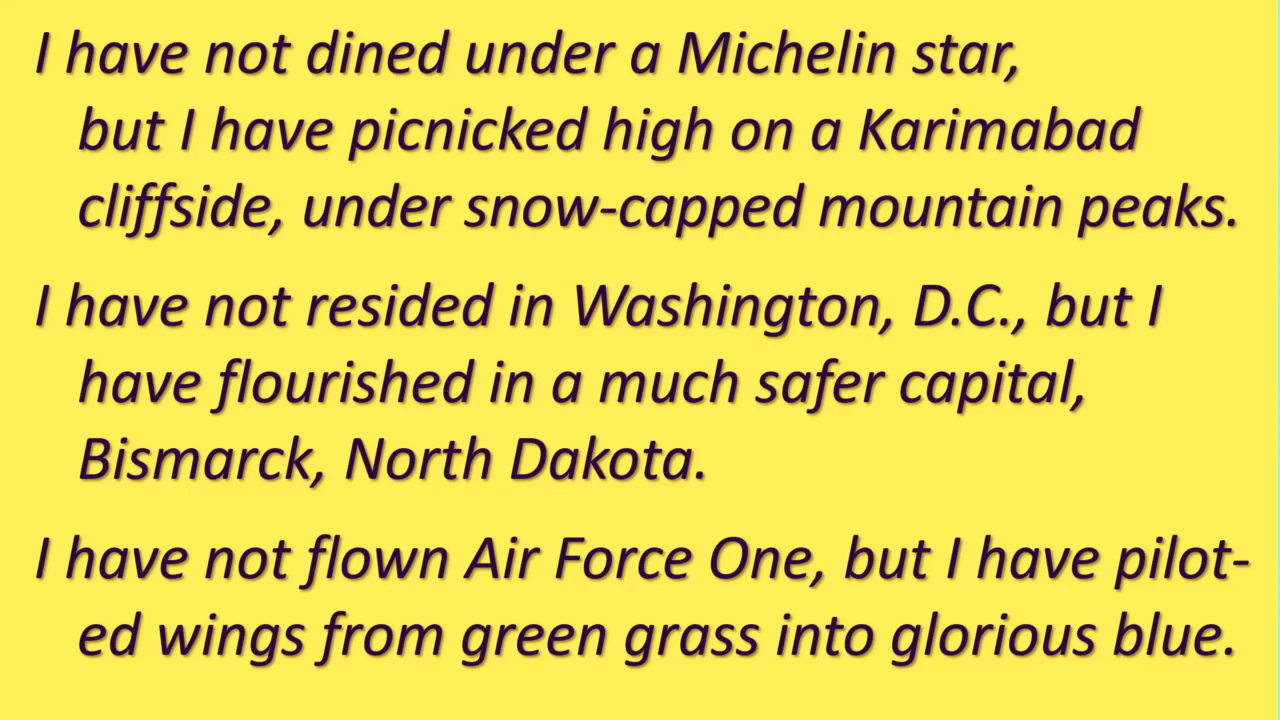 I have not dined under a Michelin star,
but I have picnicked high on a Karimabad
cliffside, under snow-capped mountain peaks.
I have not resided in Washington, D.C., but I
have flourished in a much safer capital,
Bismarck, North Dakota.
I have not flown Air Force One, but I have pilot-
ed wings from green grass into glorious blue.